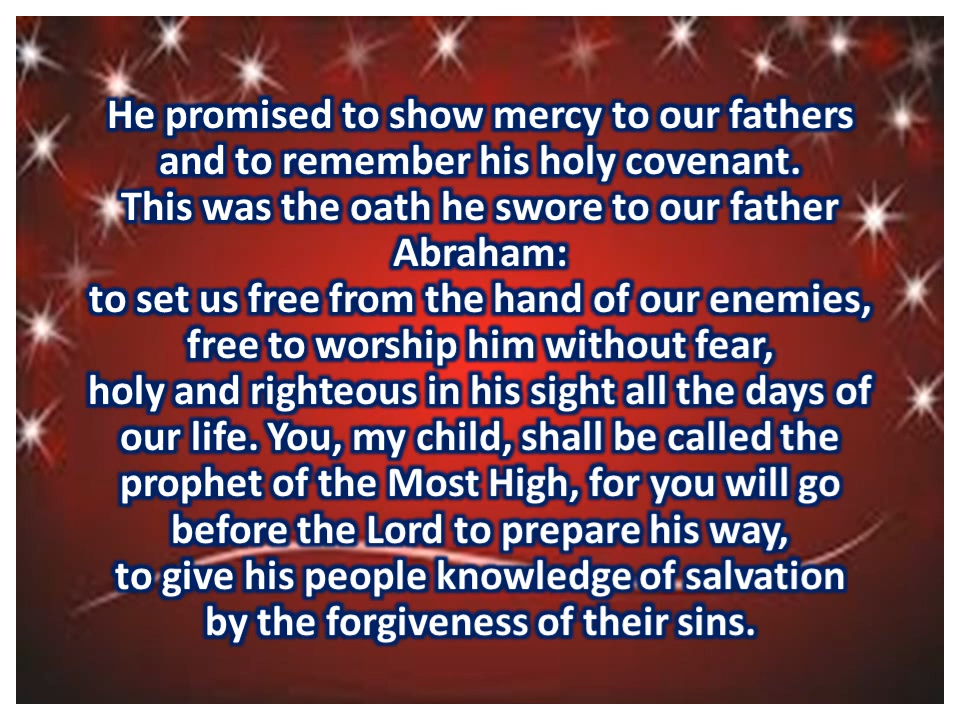 He promised to show mercy to our fathers
and to remember his holy covenant.
This was the oath he swore to our father
Abraham:
to set us free from the hand of our enemies,
free to worship him without fear,
holy and righteous in his sight all the days of
our life. You, my child, shall be called the
prophet of the Most High, for you will go
before the Lord to prepare his way,
to give his people knowledge of salvation
by the forgiveness of their sins.